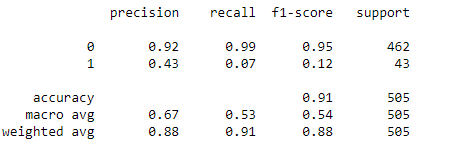 precision recall f1-score support
0 0.92 0.99 0.95 462
1 0.43 0.07 0.12 43
accuracy 0.91 505
macro avg 0.67 0.53 0.54 505
weighted avg 0.88 0.91 0.88 505